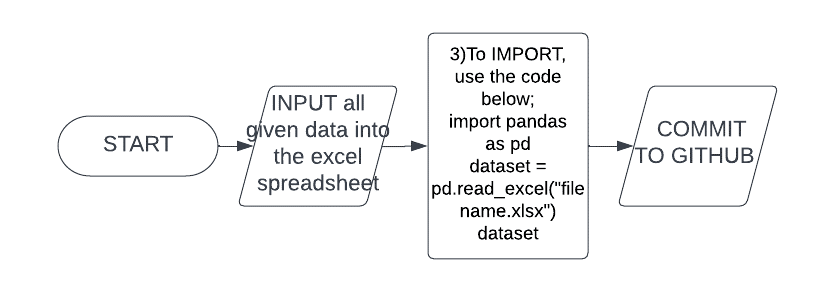 START
INPUT all
given data into
the excel
spreadsheet
3)To IMPORT,
use the code
below;
import pandas
as pd
dataset =
pd.read_excel("file
name.xlsx")
dataset
COMMIT
TO GITHUB